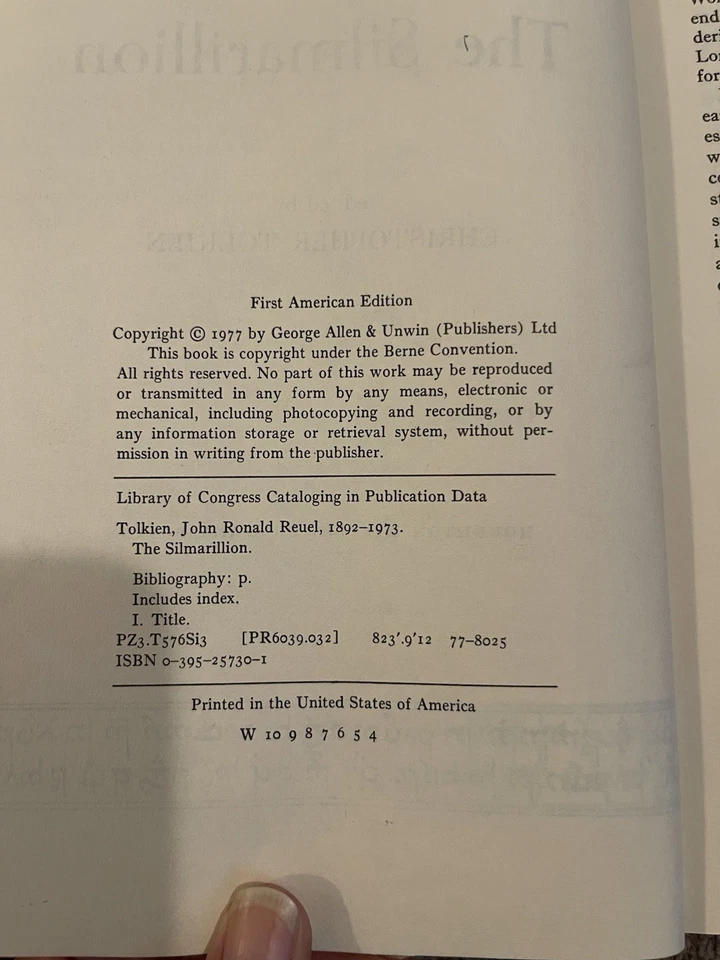 First American Edition
Copyright © 1977 by George Allen & Unwin (Publishers) Ltd
This book is copyright under the Berne Convention.
All rights reserved. No part of this work may be reproduced
or transmitted in any form by any means, electronic or
mechanical, including photocopying and recording, or by
any information storage or retrieval system, without per-
mission in writing from the publisher.
Library of Congress Cataloging in Publication Data
Tolkien, John Ronald Reuel, 1892–1973.
The Silmarillion.
Bibliography: p.
Includes index.
I. Title.
PZ3.T576Si3 [PR6039.032] 823'.9'12 77–8025
ISBN 0–395–25730–1
Printed in the United States of America
W 10 9 8 7 6 5 4